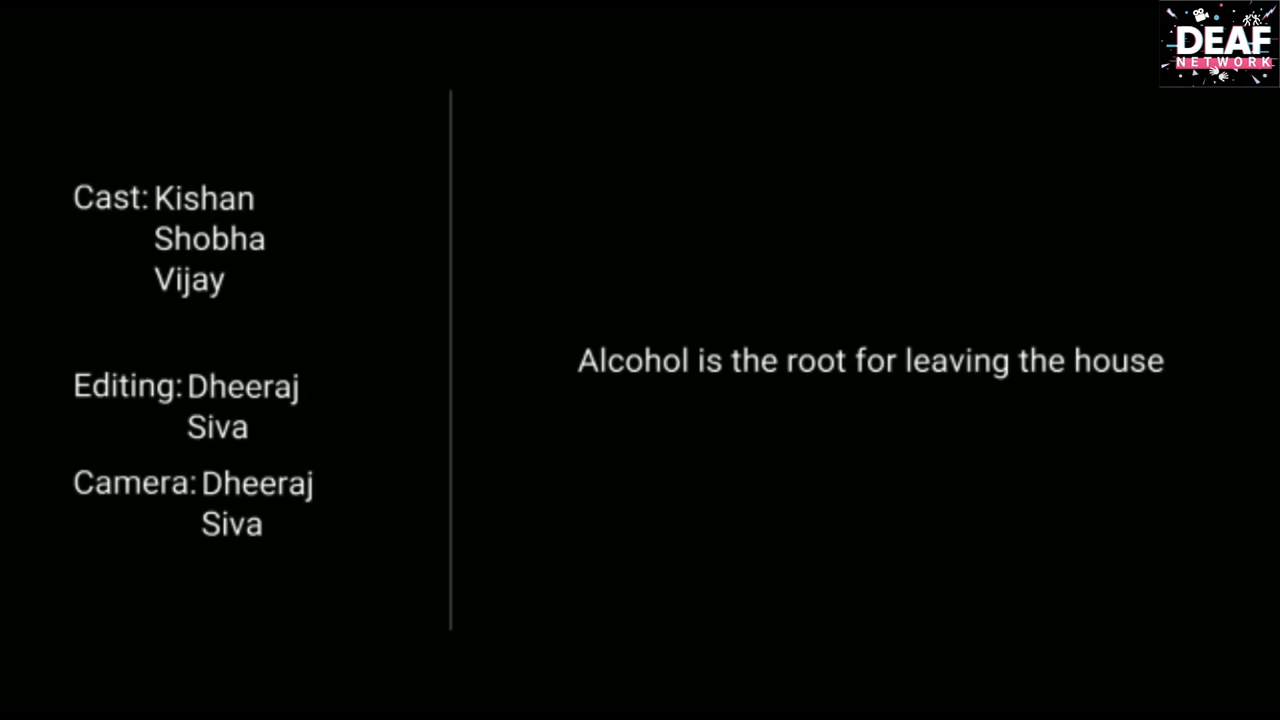 DEAF
NETWORK
Cast: Kishan
Shobha
Vijay
Editing: Dheeraj
Siva
Camera: Dheeraj
Siva
Alcohol is the root for leaving the house